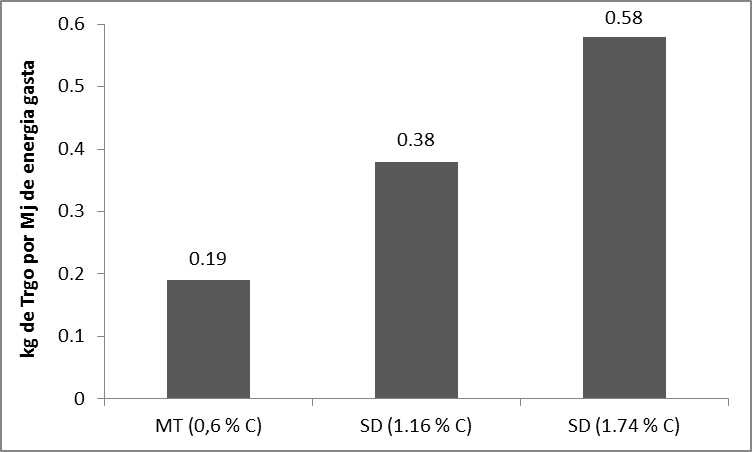 kg de Trgo por Mj de energia gasta
0.6
0.5
0.4
0.3
0.2
0.1
0
0.19
0.38
0.58
MT (0,6 % C)
SD (1.16 % C)
SD (1.74 % C)